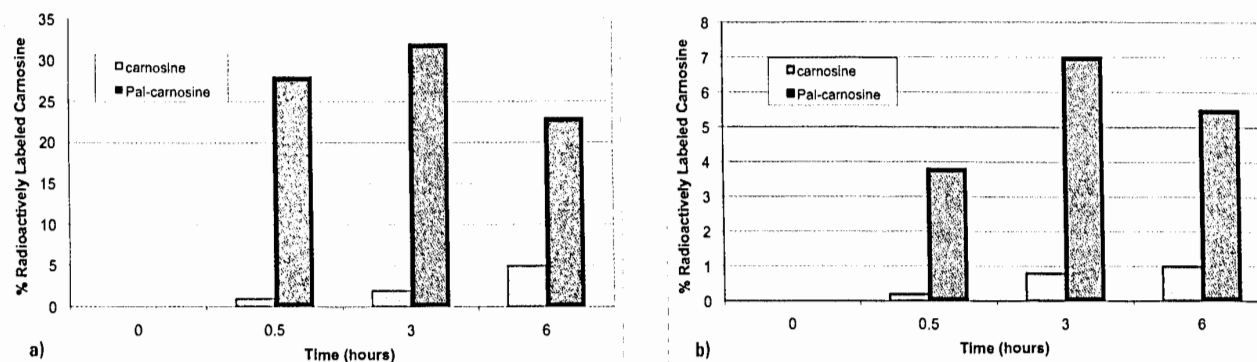 35
30
25
20
15
10
5
0
% Radioactively Labeled Carnosine
carnosine
Pal-carnosine
0 0.5 3 6
Time (hours)
a)
8
7
6
5
4
3
2
1
0
% Radioactively Labeled Carnosine
carnosine
Pal-carnosine
0 0.5 3 6
Time (hours)
b)